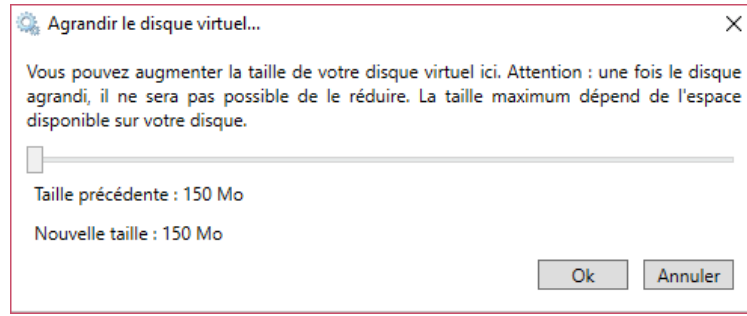 Agrandir le disque virtuel...
Vous pouvez augmenter la taille de votre disque virtuel ici. Attention : une fois le disque
agrandi, il ne sera pas possible de le réduire. La taille maximum dépend de l'espace
disponible sur votre disque.
Taille précédente : 150 Mo
Nouvelle taille : 150 Mo
Ok Annuler